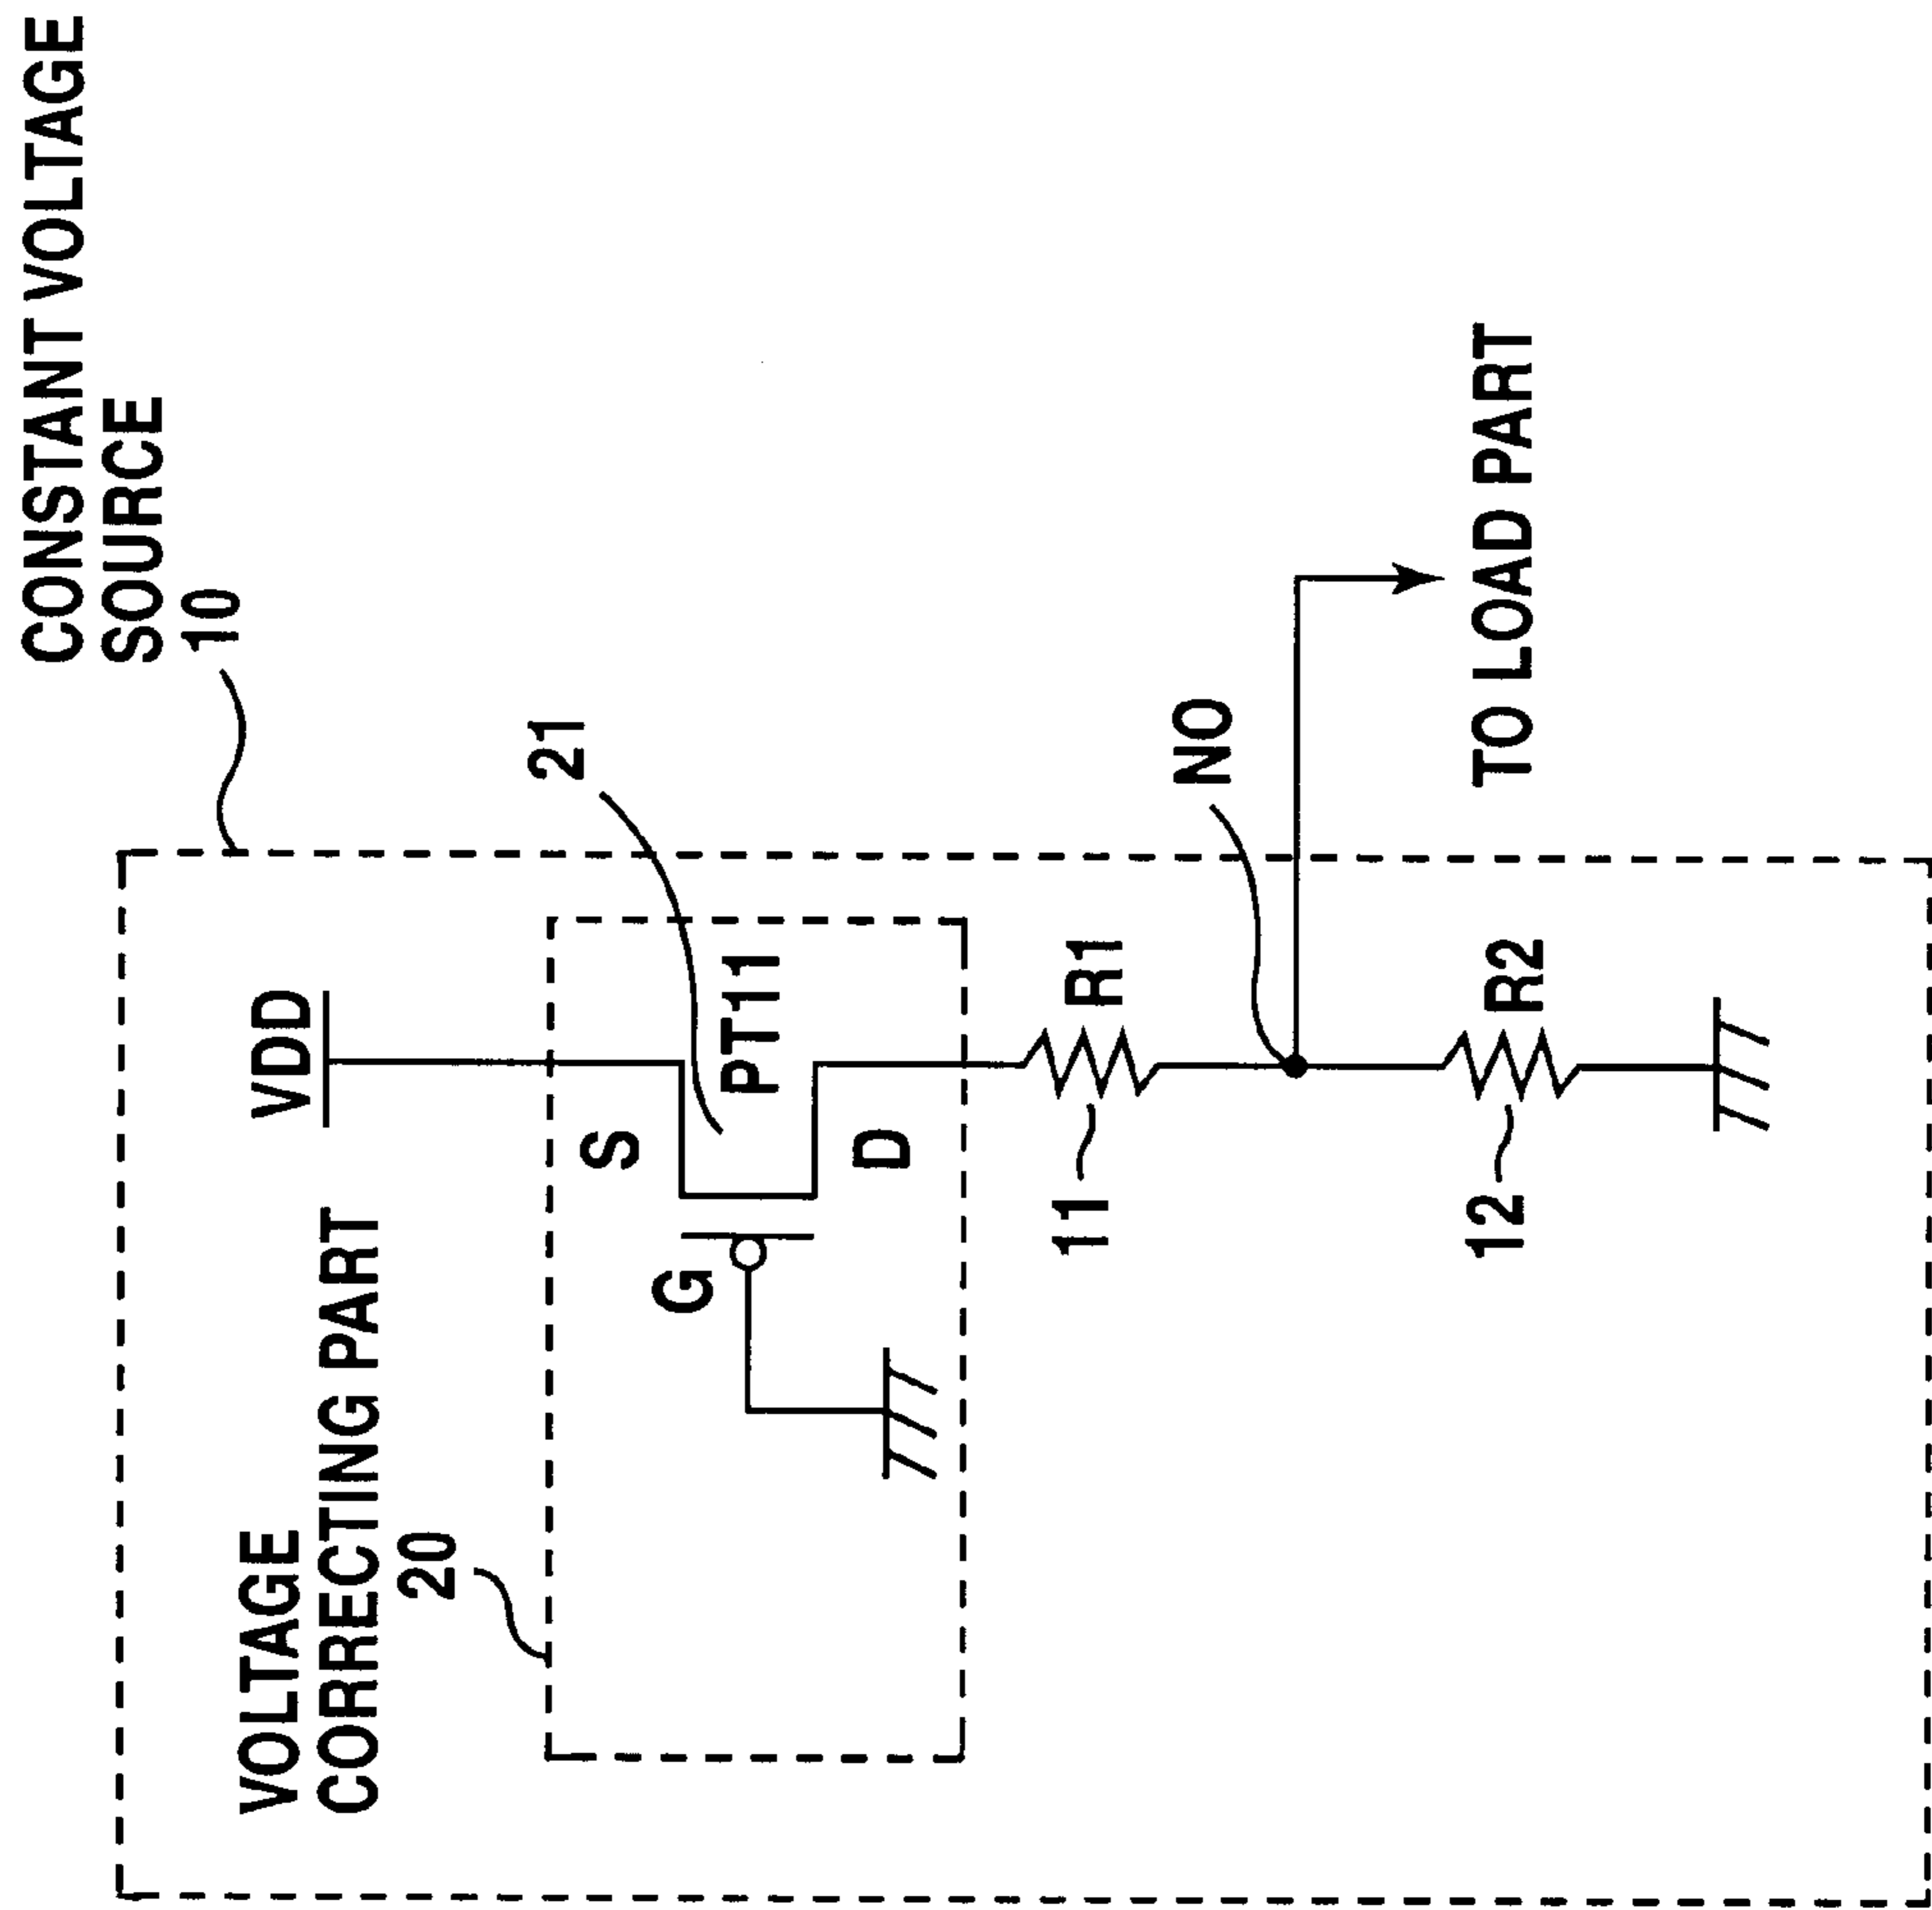 CONSTANT VOLTAGE
SOURCE
10
VOLTAGE
CORRECTING PART
20
VDD
21
S
G
PT11
D
11
R1
NO
12
R2
TO LOAD PART